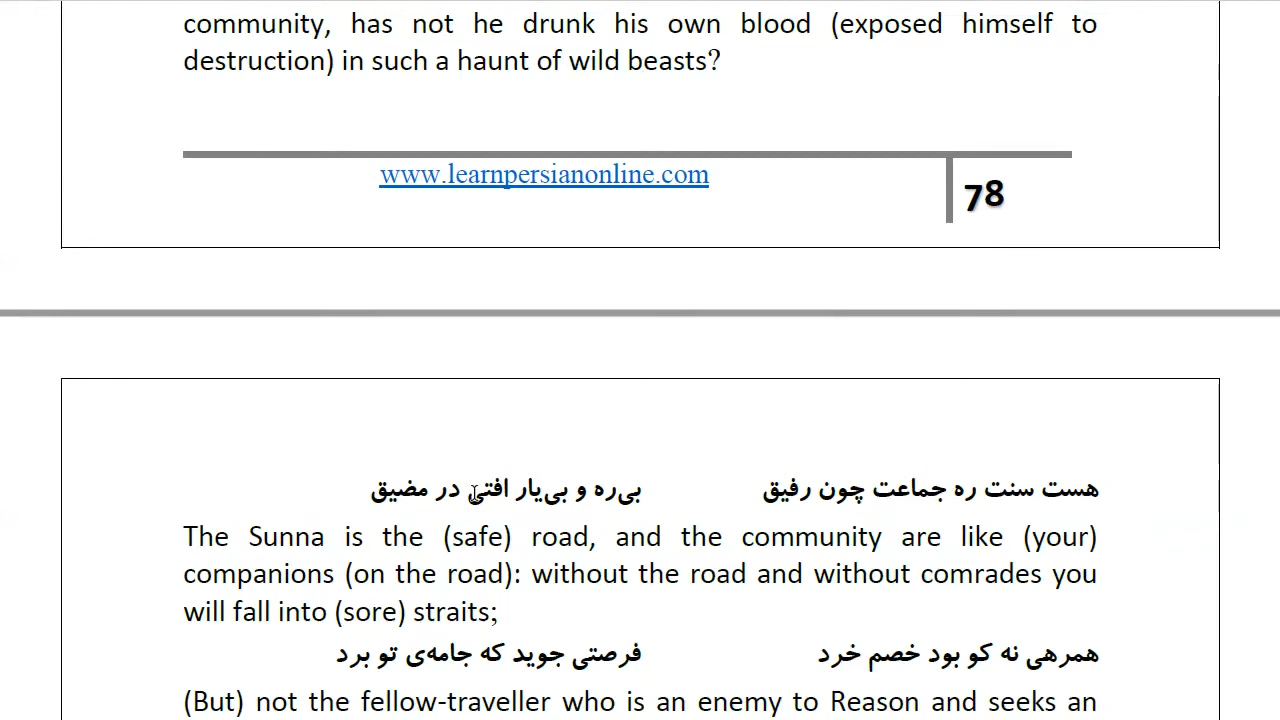 community, has not he drunk his own blood (exposed himself to
destruction) in such a haunt of wild beasts?
www.learnpersianonline.com
78
هست سنت ره جماعت چون رفیق بی‌ره و بی‌یار افتی در مضیق
The Sunna is the (safe) road, and the community are like (your)
companions (on the road): without the road and without comrades you
will fall into (sore) straits;
همرهی نه کو بود خصم خرد فرصتی جوید که جامه‌ی تو برد
(But) not the fellow-traveller who is an enemy to Reason and seeks an